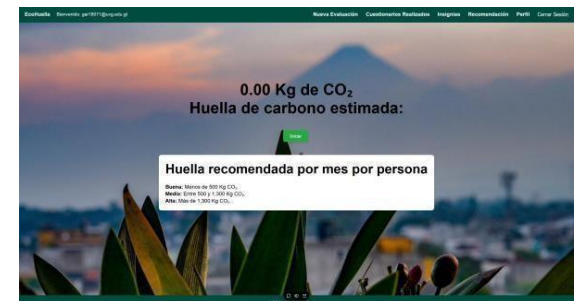 EcoHuella Bienvenido: par19011@uvg.edu.gt Nueva Evaluación Cuestionarios Realizados Insignias Recomendación Perfil Cerrar Sesión
0.00 Kg de CO₂
Huella de carbono estimada:
Iniciar
Huella recomendada por mes por persona
Buena: Menos de 500 Kg CO₂.
Media: Entre 500 y 1,300 Kg CO₂.
Alta: Más de 1,300 Kg CO₂.